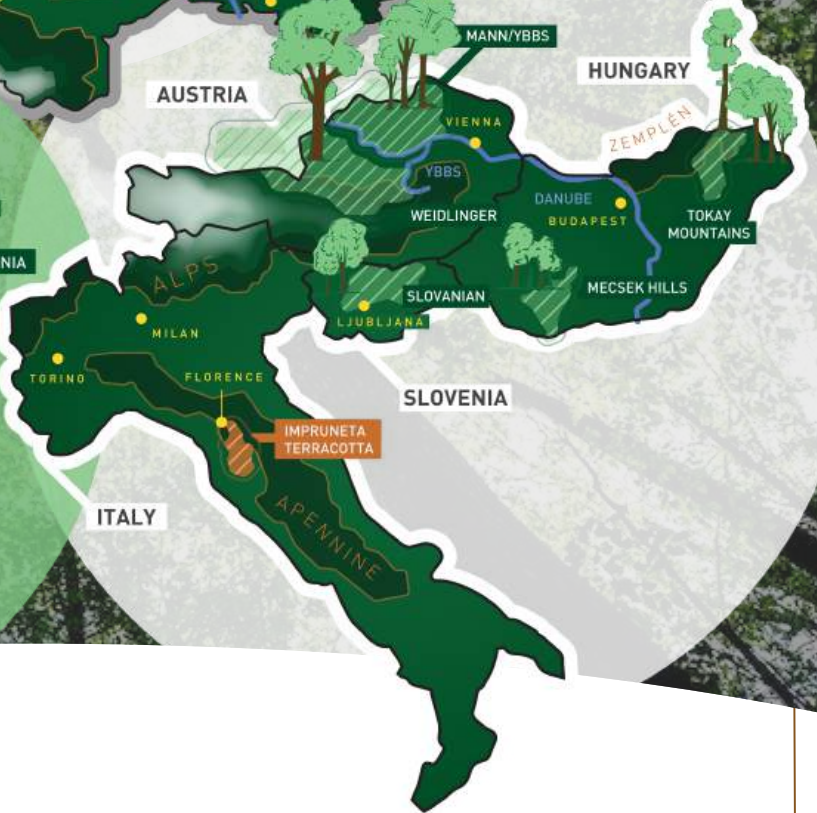 MANN/YBBS
HUNGARY
AUSTRIA
VIENNA
ZEMPLÉN
YBBS
DANUBE
WEIDLINGER
BUDAPEST
TOKAY
MOUNTAINS
NIA
ALPS
SLOVANIAN
MECSEK HILLS
LJUBLJANA
MILAN
TORINO
FLORENCE
SLOVENIA
IMPRUNETA
TERRACOTTA
ITALY
APENNINE